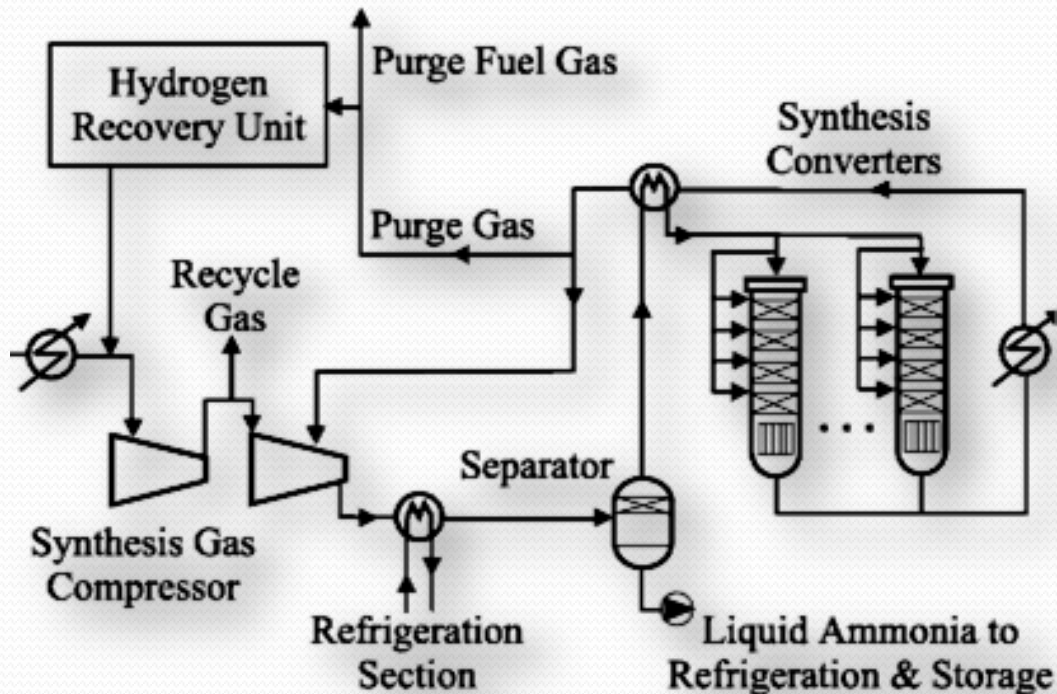 Purge Fuel Gas
Hydrogen
Recovery Unit
Synthesis
Converters
Purge Gas
Recycle
Gas
Separator
Synthesis Gas
Compressor
Refrigeration
Section
Liquid Ammonia to
Refrigeration & Storage